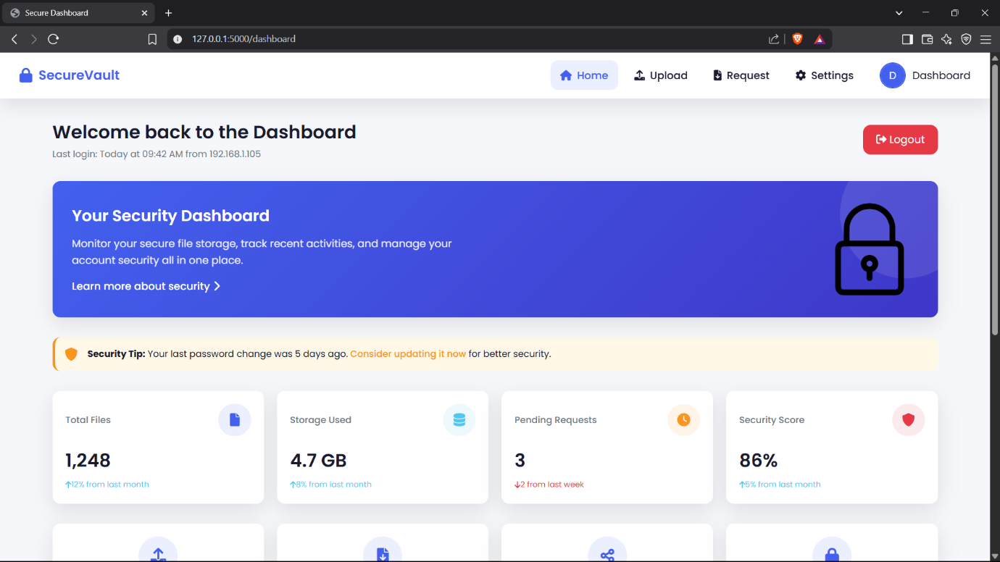 Secure Dashboard
127.0.0.1:5000/dashboard
SecureVault
Home
Upload
Request
Settings
D
Dashboard
Welcome back to the Dashboard
Last login: Today at 09:42 AM from 192.168.1.105
Logout
Your Security Dashboard
Monitor your secure file storage, track recent activities, and manage your
account security all in one place.
Learn more about security
Security Tip: Your last password change was 5 days ago. Consider updating it now for better security.
Total Files
1,248
↑12% from last month
Storage Used
4.7 GB
↑8% from last month
Pending Requests
3
↓2 from last week
Security Score
86%
↑5% from last month